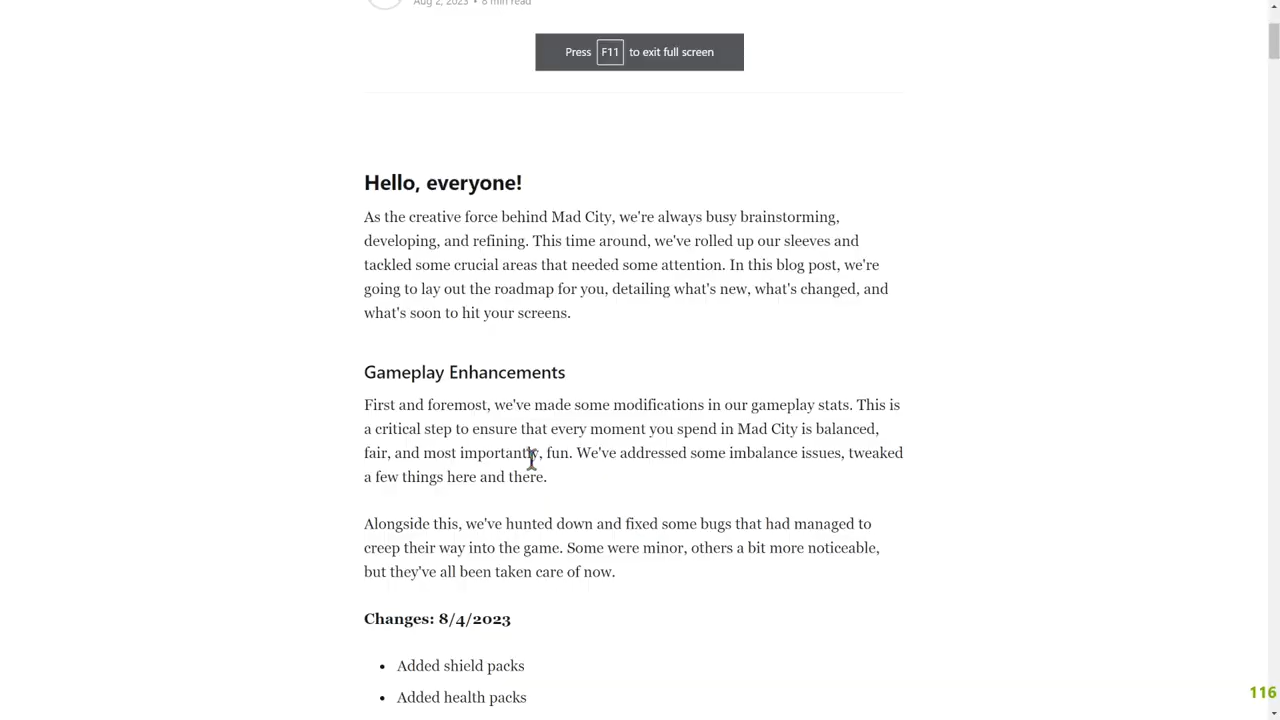 Aug 2, 2023 • 8 min read
Press F11 to exit full screen
Hello, everyone!
As the creative force behind Mad City, we're always busy brainstorming,
developing, and refining. This time around, we've rolled up our sleeves and
tackled some crucial areas that needed some attention. In this blog post, we're
going to lay out the roadmap for you, detailing what's new, what's changed, and
what's soon to hit your screens.
Gameplay Enhancements
First and foremost, we've made some modifications in our gameplay stats. This is
a critical step to ensure that every moment you spend in Mad City is balanced,
fair, and most importantly, fun. We've addressed some imbalance issues, tweaked
a few things here and there.
Alongside this, we've hunted down and fixed some bugs that had managed to
creep their way into the game. Some were minor, others a bit more noticeable,
but they've all been taken care of now.
Changes: 8/4/2023
• Added shield packs
• Added health packs
116